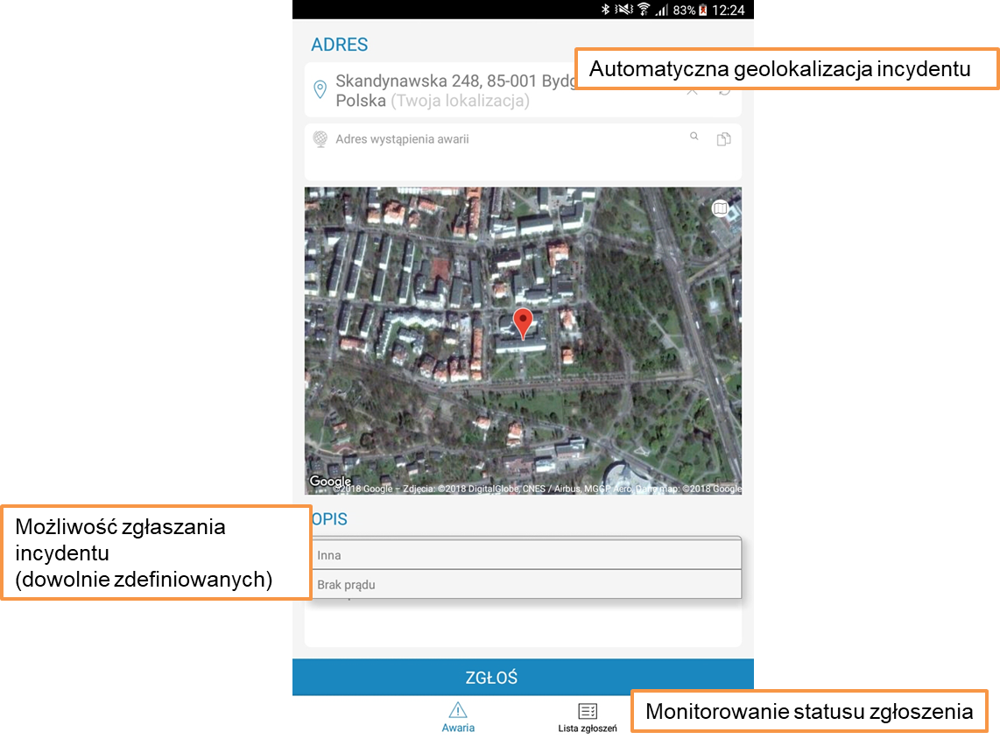 83% 12:24
ADRES
Automatyczna geolokalizacja incydentu
Skandynawska 248, 85-001
Polska (Twoja lokalizacja)
Adres wystąpienia awarii
Google
©2018 Google – Zdjęcia: ©2018 DigitalGlobe, CNES / Airbus, MGGP Aero, Dane map: ©2018 Google
Możliwość zgłaszania
incydentu
(dowolnie zdefiniowanych)
OPIS
Inna
Brak prądu
ZGŁOŚ
Monitorowanie statusu zgłoszenia
Awaria
Lista zgłoszeń